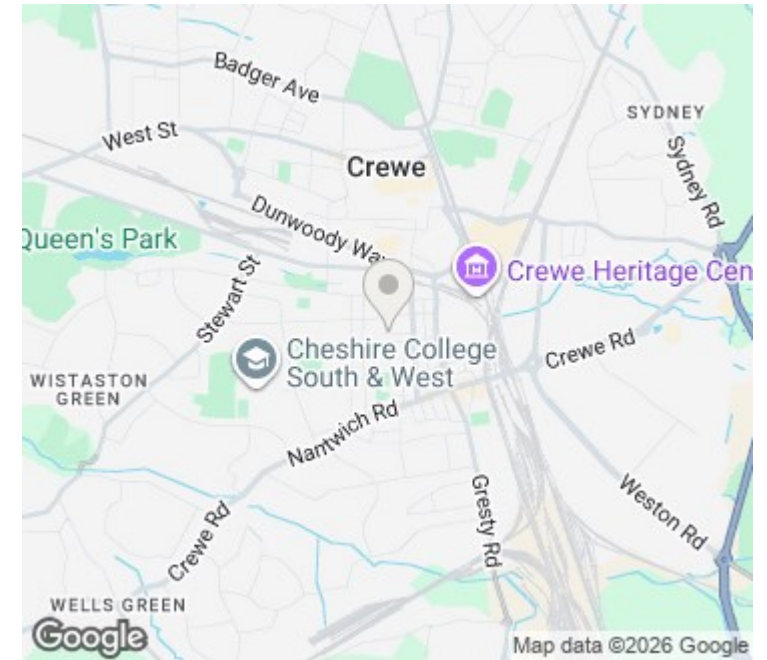 Badger Ave
SYDNEY
West St
Crewe
Sydney Rd
Dunwoody Way
Queen's Park
Crewe Heritage Cen
Stewart St
Cheshire College
South & West
Crewe Rd
WISTASTON
GREEN
Nantwich Rd
Gresty Rd
Weston Rd
Crewe Rd
WELLS GREEN
Google
Map data ©2026 Google